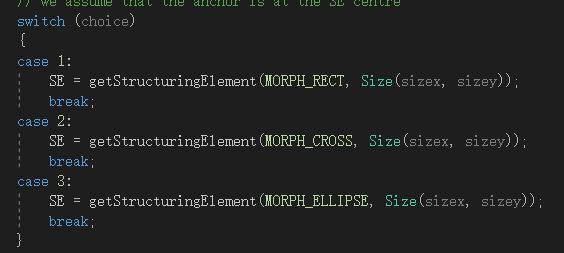 // we assume that the anchor is at the SE centre
switch (choice)
{
case 1:
SE = getStructuringElement(MORPH_RECT, Size(sizex, sizey));
break;
case 2:
SE = getStructuringElement(MORPH_CROSS, Size(sizex, sizey));
break;
case 3:
SE = getStructuringElement(MORPH_ELLIPSE, Size(sizex, sizey));
break;
}